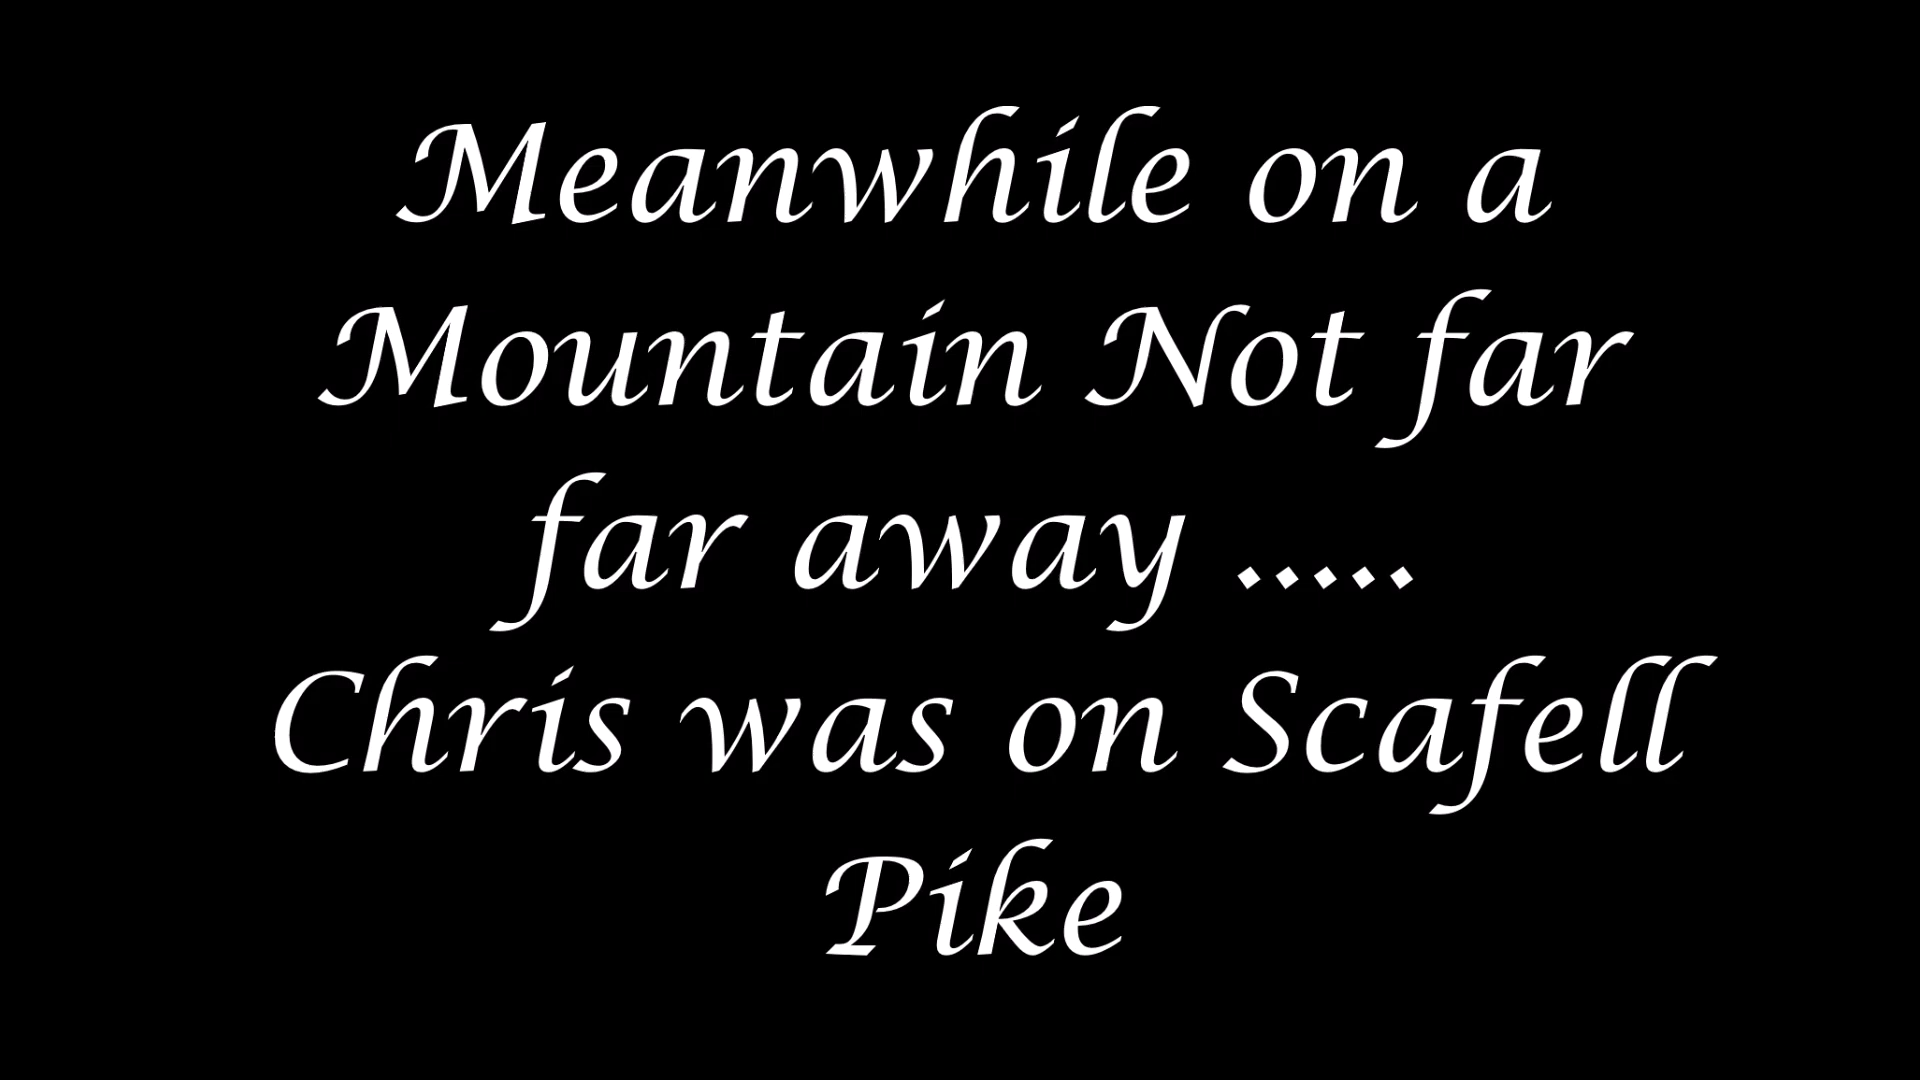 Meanwhile on a
Mountain Not far
far away .....
Chris was on Scafell
Pike